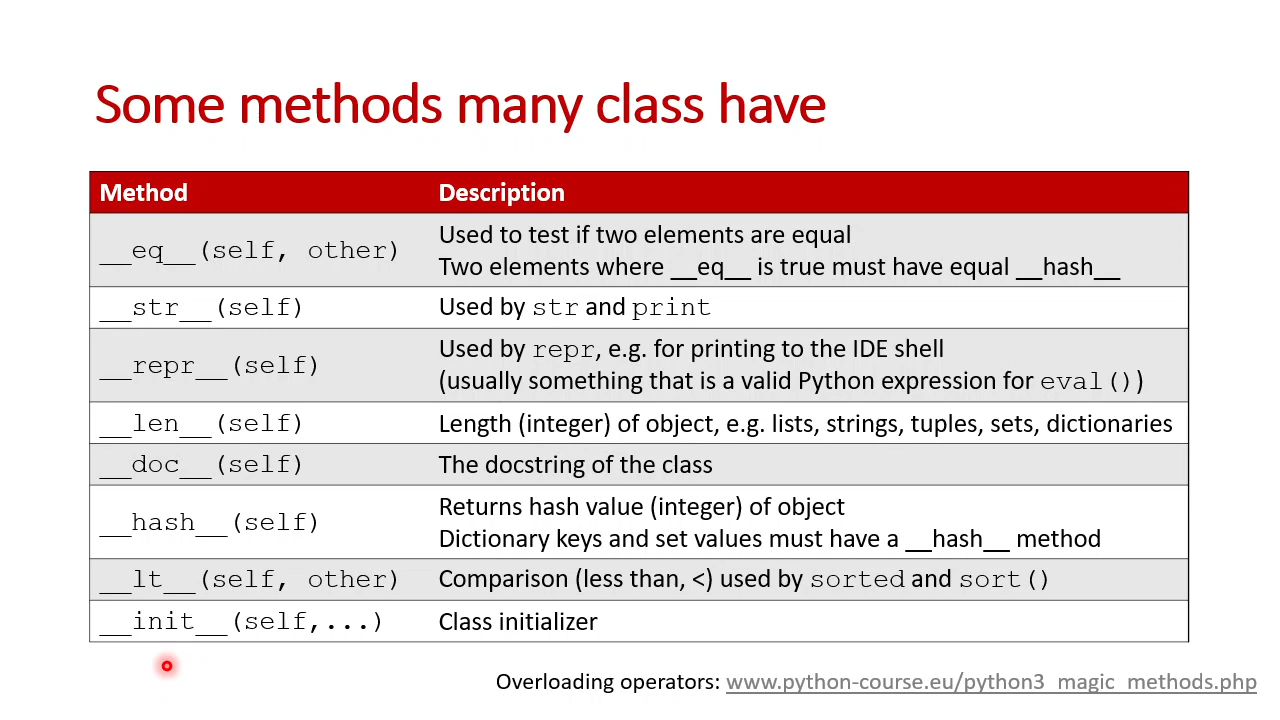 Some methods many class have
Method Description
__eq__(self, other)
Used to test if two elements are equal
Two elements where __eq__ is true must have equal __hash__
__str__(self) Used by str and print
__repr__(self)
Used by repr, e.g. for printing to the IDE shell
(usually something that is a valid Python expression for eval())
__len__(self) Length (integer) of object, e.g. lists, strings, tuples, sets, dictionaries
__doc__(self) The docstring of the class
__hash__(self)
Returns hash value (integer) of object
Dictionary keys and set values must have a __hash__ method
__lt__(self, other) Comparison (less than, <) used by sorted and sort()
__init__(self,...) Class initializer
Overloading operators: www.python-course.eu/python3_magic_methods.php